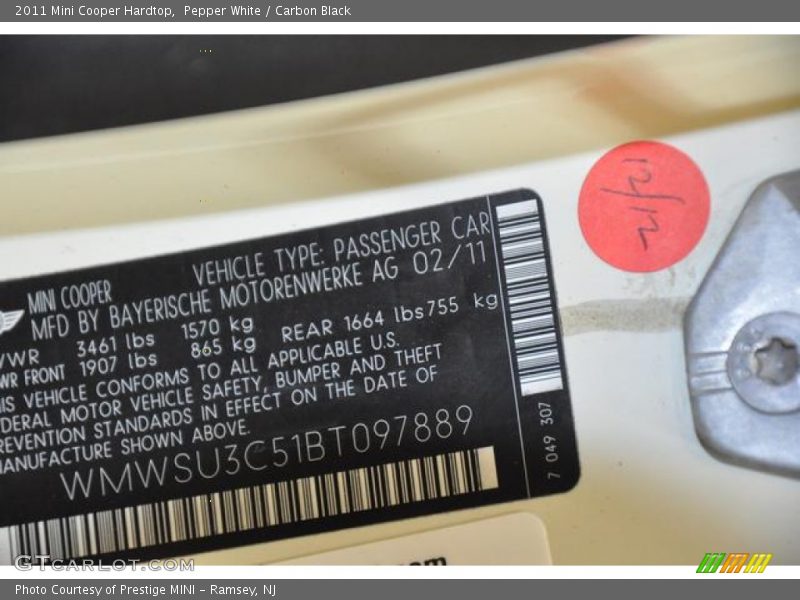 2011 Mini Cooper Hardtop,  Pepper White / Carbon Black
12/12
MINI COOPER
VEHICLE TYPE: PASSENGER CAR
MFD BY BAYERISCHE MOTORENWERKE AG 02/11
VWR 3461 lbs 1570 kg
WR FRONT 1907 lbs 865 kg REAR 1664 lbs 755 kg
IS VEHICLE CONFORMS TO ALL APPLICABLE U.S.
DERAL MOTOR VEHICLE SAFETY, BUMPER AND THEFT
REVENTION STANDARDS IN EFFECT ON THE DATE OF
ANUFACTURE SHOWN ABOVE.
WMWSU3C51BT097889
7 049 307
GTCARLOT.COM
Photo Courtesy of Prestige MINI - Ramsey, NJ